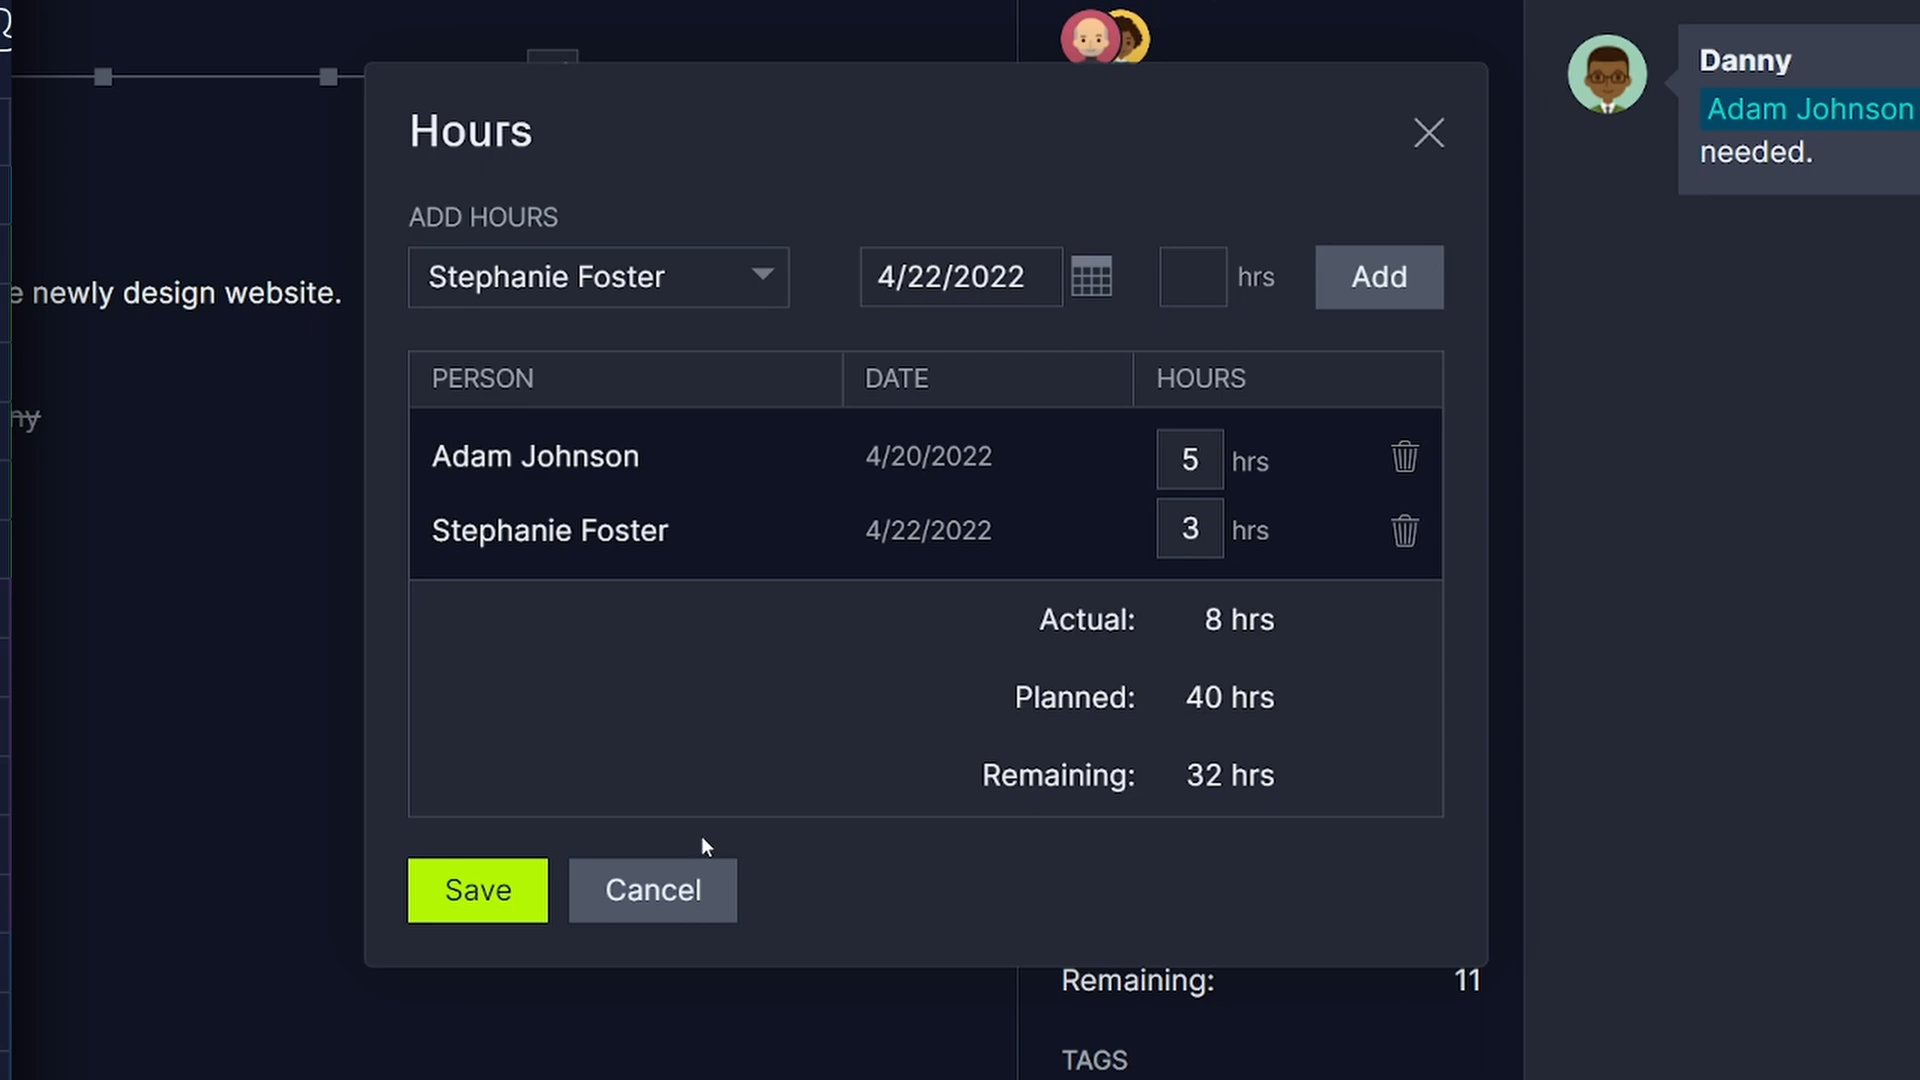 Danny
Adam Johnson
needed.
Hours
ADD HOURS
Stephanie Foster 4/22/2022 hrs Add
e newly design website.
PERSON DATE HOURS
ny
Adam Johnson 4/20/2022 5 hrs
Stephanie Foster 4/22/2022 3 hrs
Actual: 8 hrs
Planned: 40 hrs
Remaining: 32 hrs
Save Cancel
Remaining: 11
TAGS